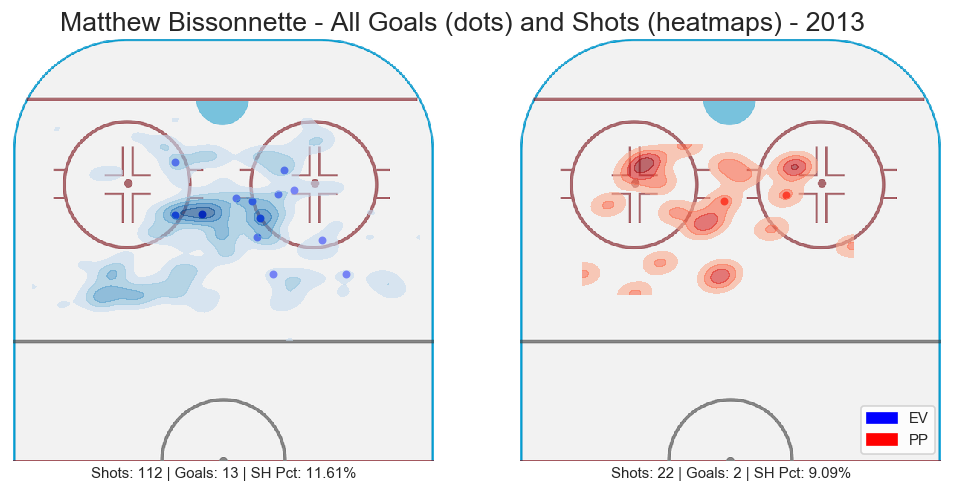 Matthew Bissonnette - All Goals (dots) and Shots (heatmaps) - 2013
EV
PP
Shots: 112 | Goals: 13 | SH Pct: 11.61%
Shots: 22 | Goals: 2 | SH Pct: 9.09%